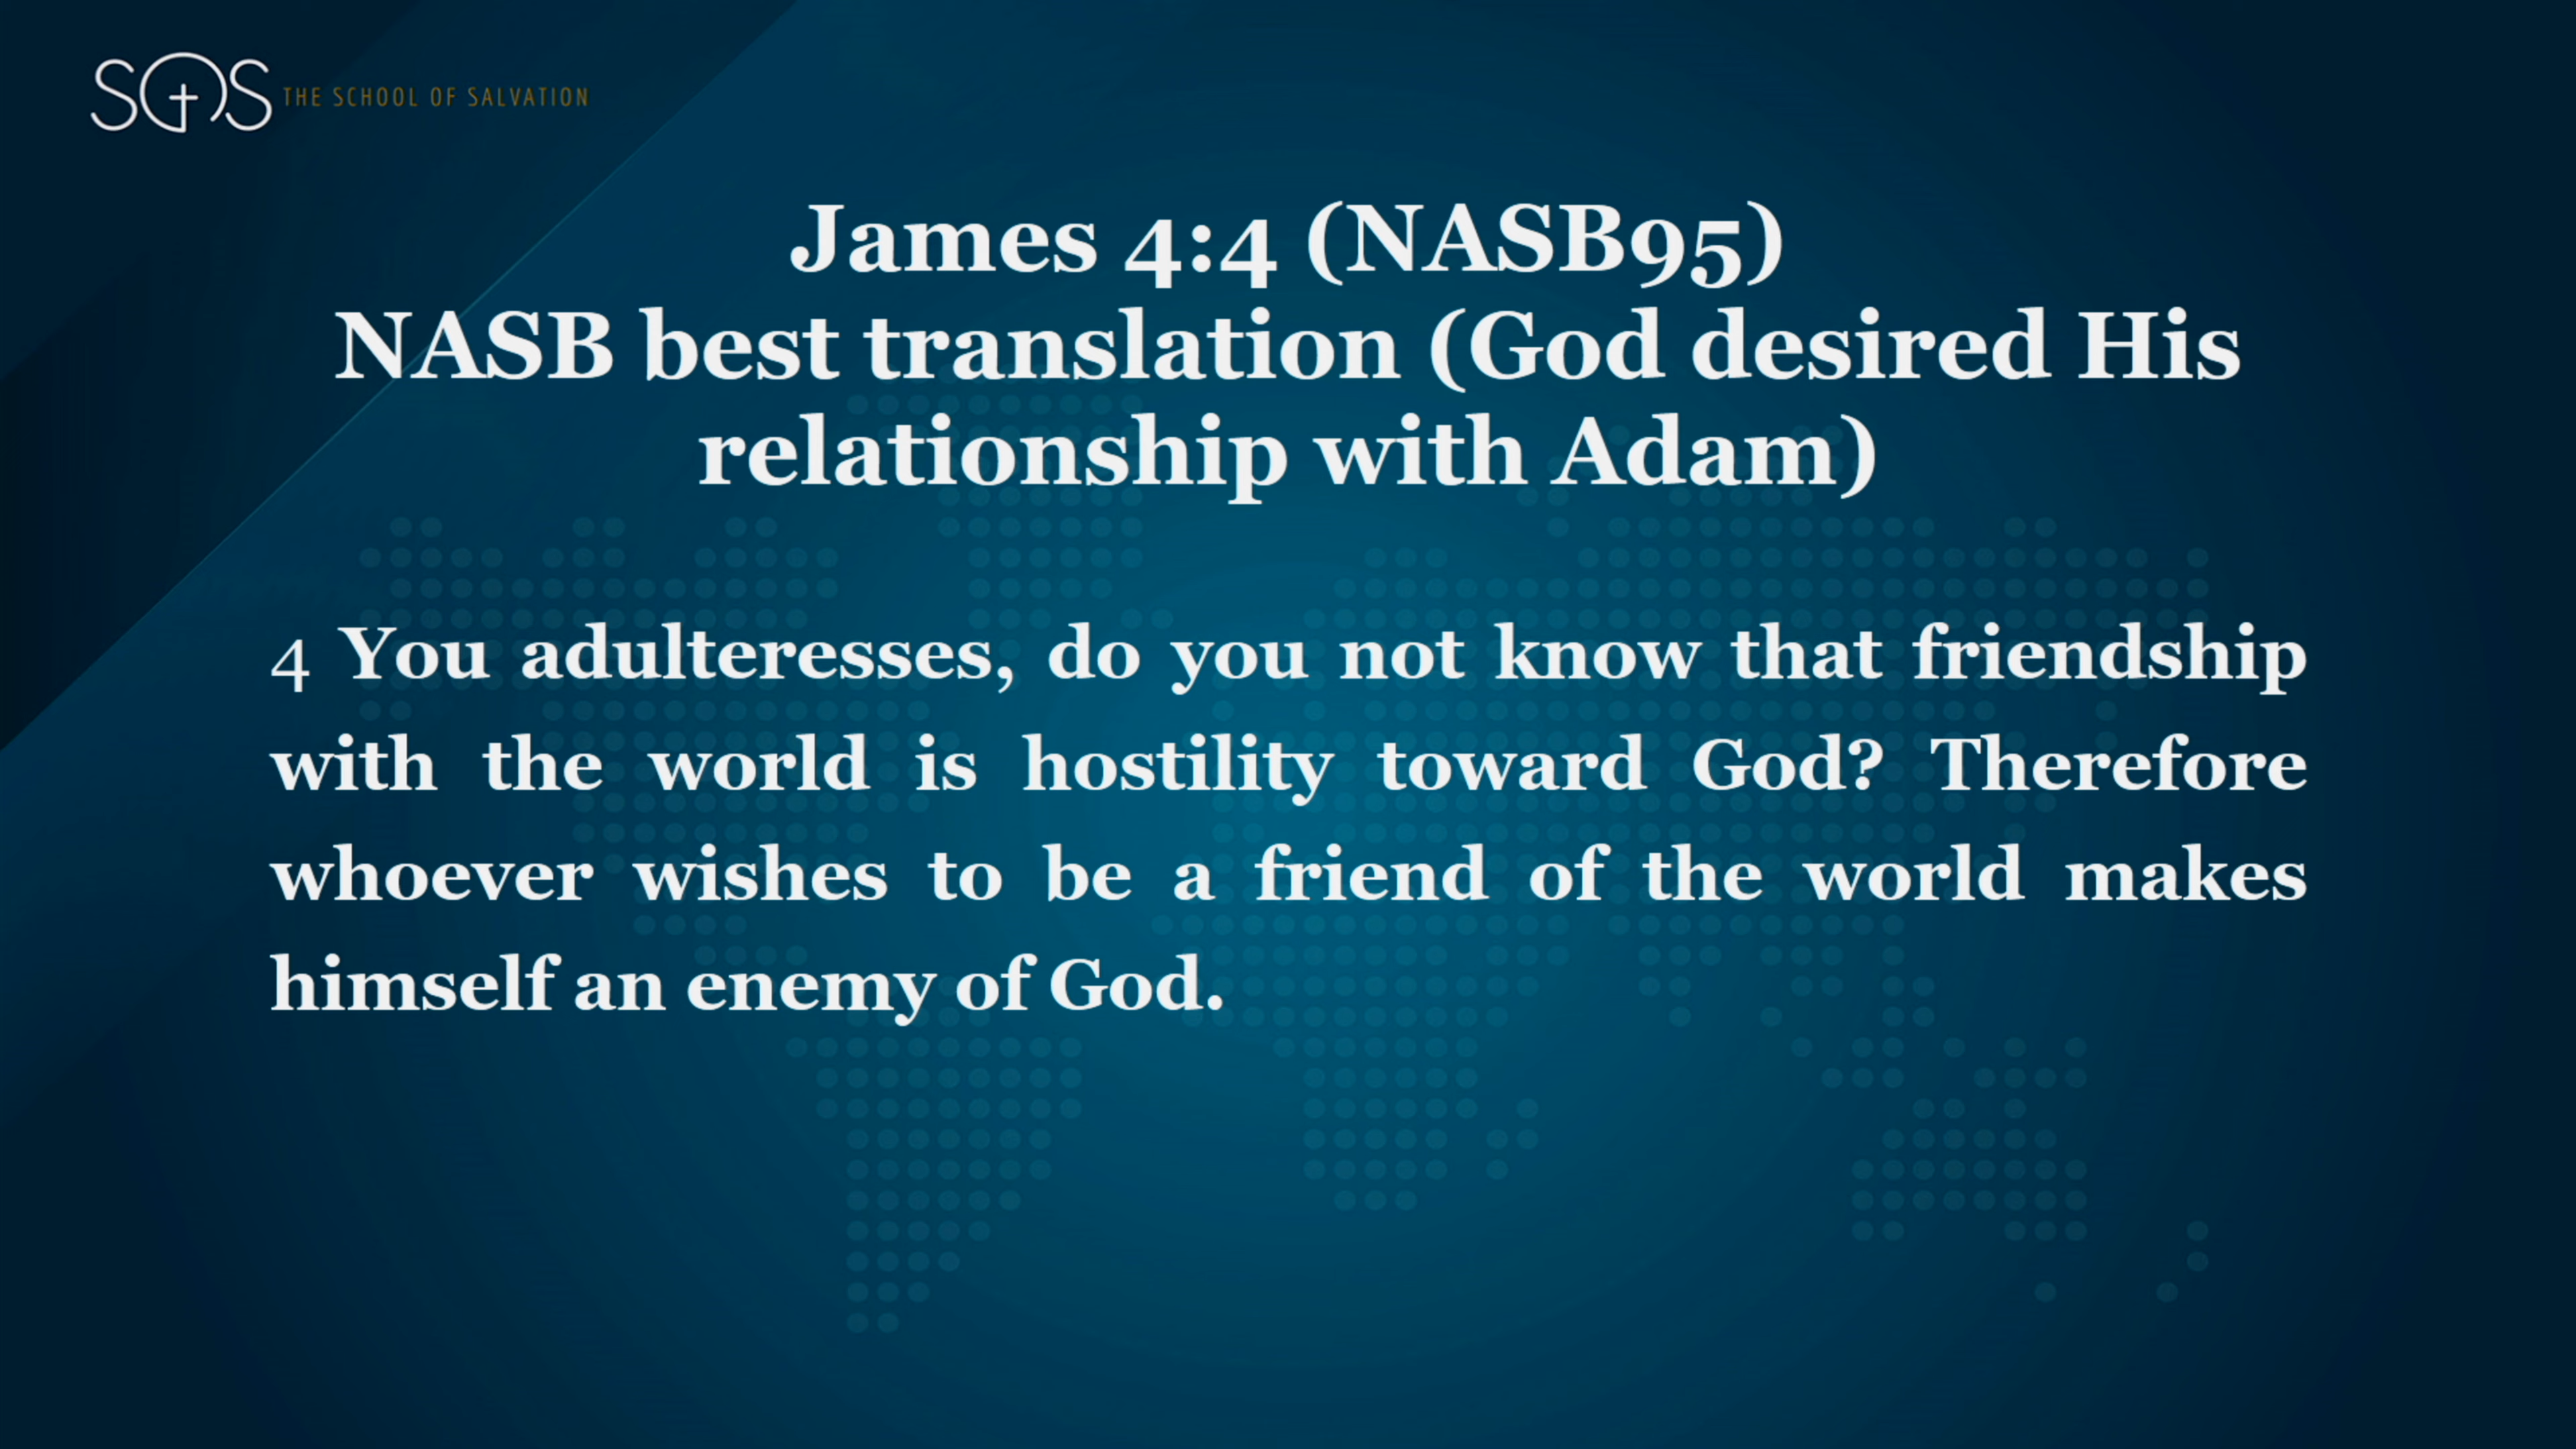 SOS THE SCHOOL OF SALVATION
James 4:4 (NASB95)
NASB best translation (God desired His
relationship with Adam)
4 You adulteresses, do you not know that friendship
with the world is hostility toward God? Therefore
whoever wishes to be a friend of the world makes
himself an enemy of God.